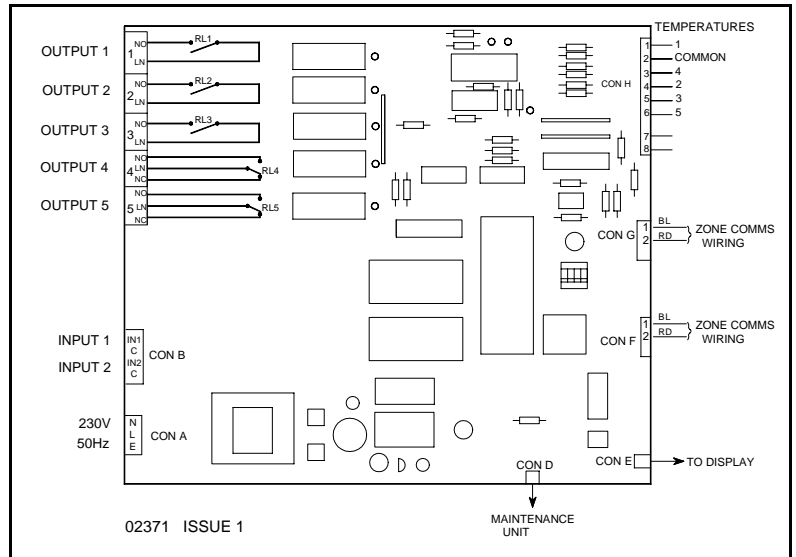 TEMPERATURES
OUTPUT 1
1
NO
LN
RL1
OUTPUT 2
2
NO
LN
RL2
OUTPUT 3
3
NO
LN
RL3
OUTPUT 4
4
NO
LN
NC
RL4
OUTPUT 5
5
NO
LN
NC
RL5
CON H
1 1
2 COMMON
3 4
4 2
5 3
6 5
7
8
CON G
1 BL
2 RD
ZONE COMMS
WIRING
CON F
1 BL
2 RD
ZONE COMMS
WIRING
INPUT 1
INPUT 2
IN1
C
IN2
C
CON B
230V
50Hz
N
L
E
CON A
CON D
CON E
TO DISPLAY
MAINTENANCE
UNIT
02371 ISSUE 1